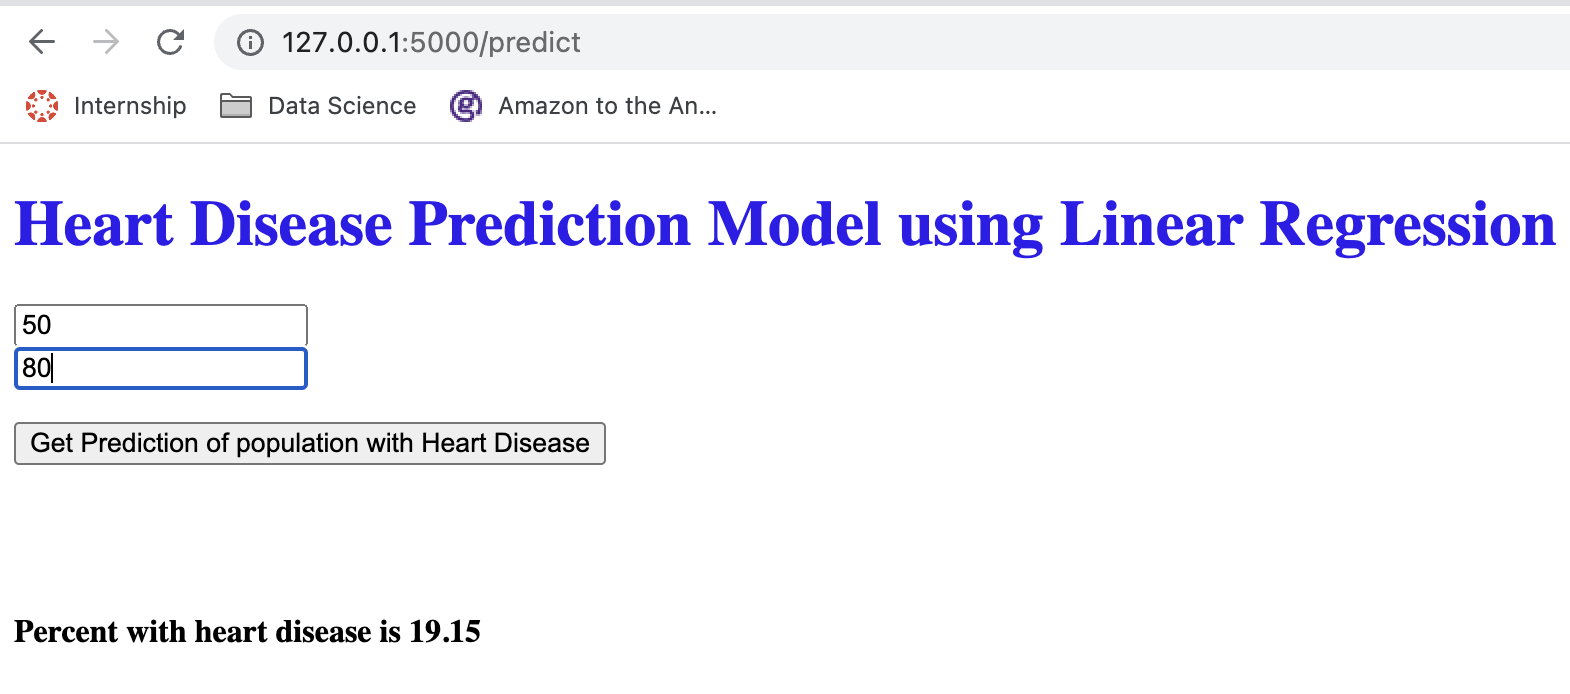 127.0.0.1:5000/predict
Internship Data Science Amazon to the An...
Heart Disease Prediction Model using Linear Regression
50
80
Get Prediction of population with Heart Disease
Percent with heart disease is 19.15